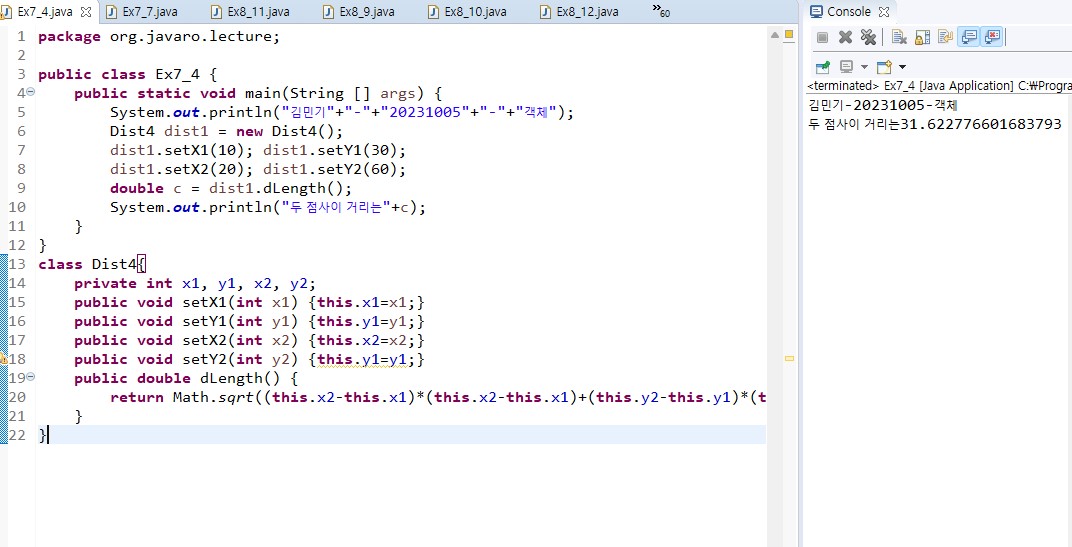 Ex7_4.java Ex7_7.java Ex8_11.java Ex8_9.java Ex8_10.java Ex8_12.java »60
1 package org.javaro.lecture;
2
3 public class Ex7_4 {
4 public static void main(String [] args) {
5 System.out.println("김민기"+"-"+"20231005"+"-"+"객체");
6 Dist4 dist1 = new Dist4();
7 dist1.setX1(10); dist1.setY1(30);
8 dist1.setX2(20); dist1.setY2(60);
9 double c = dist1.dLength();
10 System.out.println("두 점사이 거리는"+c);
11 }
12 }
13 class Dist4{
14 private int x1, y1, x2, y2;
15 public void setX1(int x1) {this.x1=x1;}
16 public void setY1(int y1) {this.y1=y1;}
17 public void setX2(int x2) {this.x2=x2;}
18 public void setY2(int y2) {this.y1=y1;}
19 public double dLength() {
20 return Math.sqrt((this.x2-this.x1)*(this.x2-this.x1)+(this.y2-this.y1)*(t
21 }
22 }
Console
<terminated> Ex7_4 [Java Application] C:₩Progra
김민기-20231005-객체
두 점사이 거리는31.622776601683793